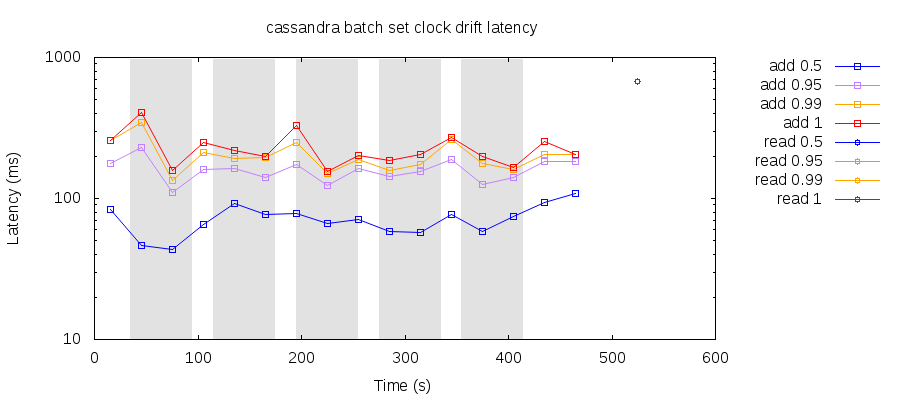 cassandra batch set clock drift latency
1000
100
10
Latency (ms)
0 100 200 300 400 500 600
Time (s)
add 0.5
add 0.95
add 0.99
add 1
read 0.5
read 0.95
read 0.99
read 1